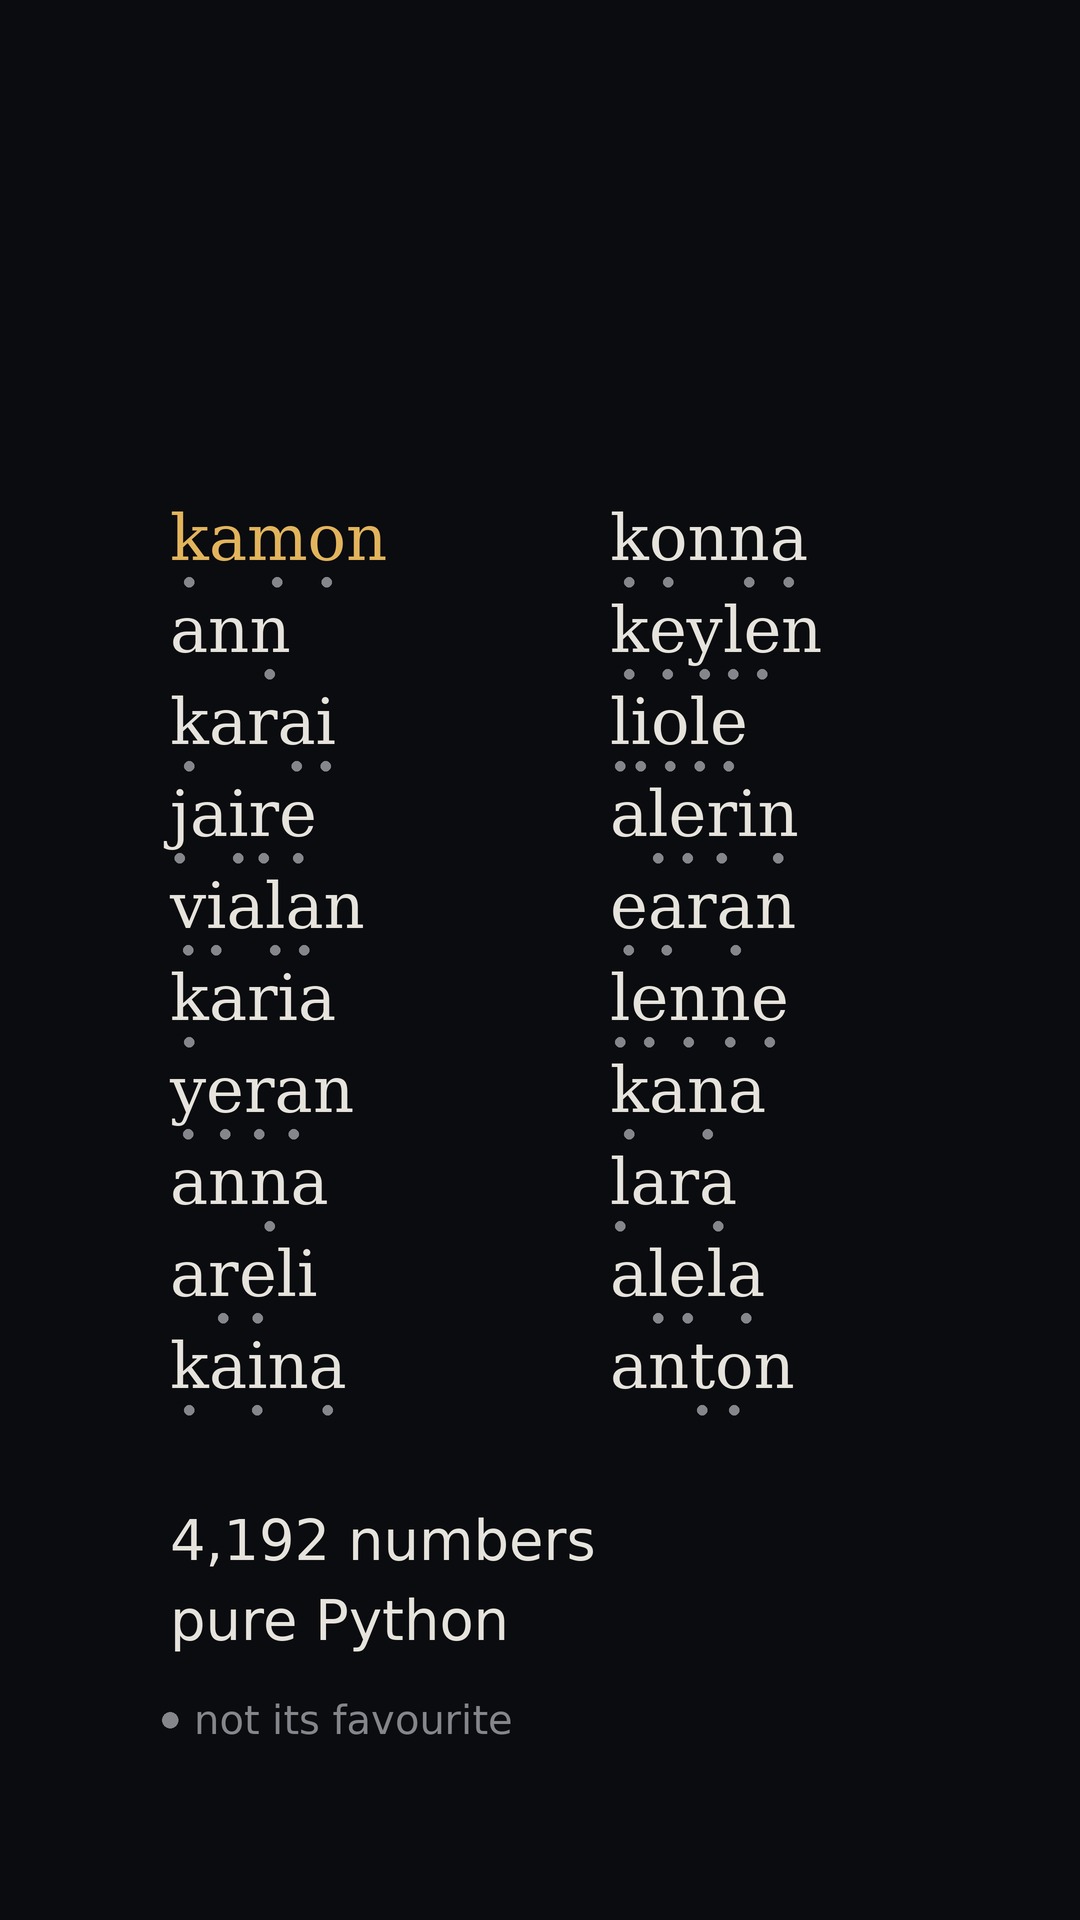 kamon
ann
karai
jaire
vialan
karia
yeran
anna
areli
kaina
konna
keylen
liole
alerin
earan
lenne
kana
lara
alela
anton
4,192 numbers
pure Python
• not its favourite